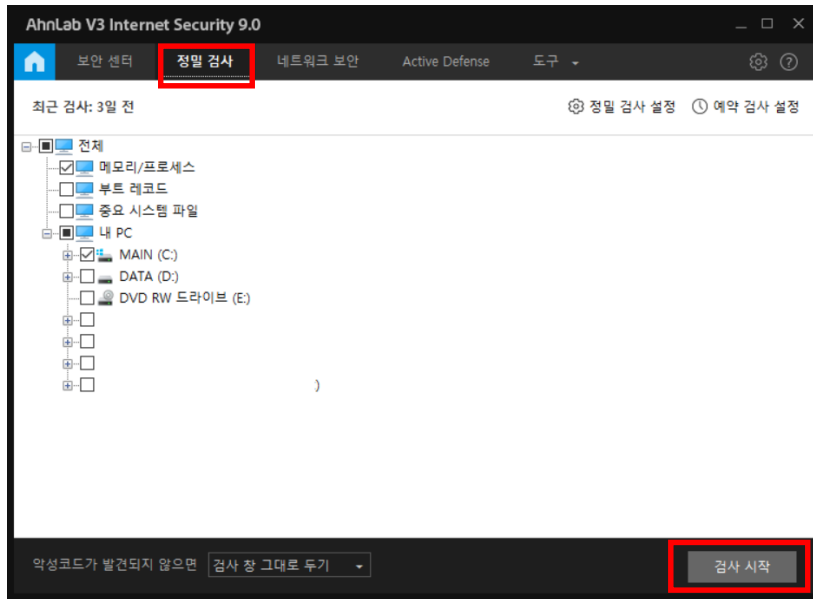 AhnLab V3 Internet Security 9.0
보안 센터 정밀 검사 네트워크 보안 Active Defense 도구
최근 검사: 3일 전 정밀 검사 설정 예약 검사 설정
전체
메모리/프로세스
부트 레코드
중요 시스템 파일
내 PC
MAIN (C:)
DATA (D:)
DVD RW 드라이브 (E:)
)
악성코드가 발견되지 않으면 검사 창 그대로 두기 검사 시작